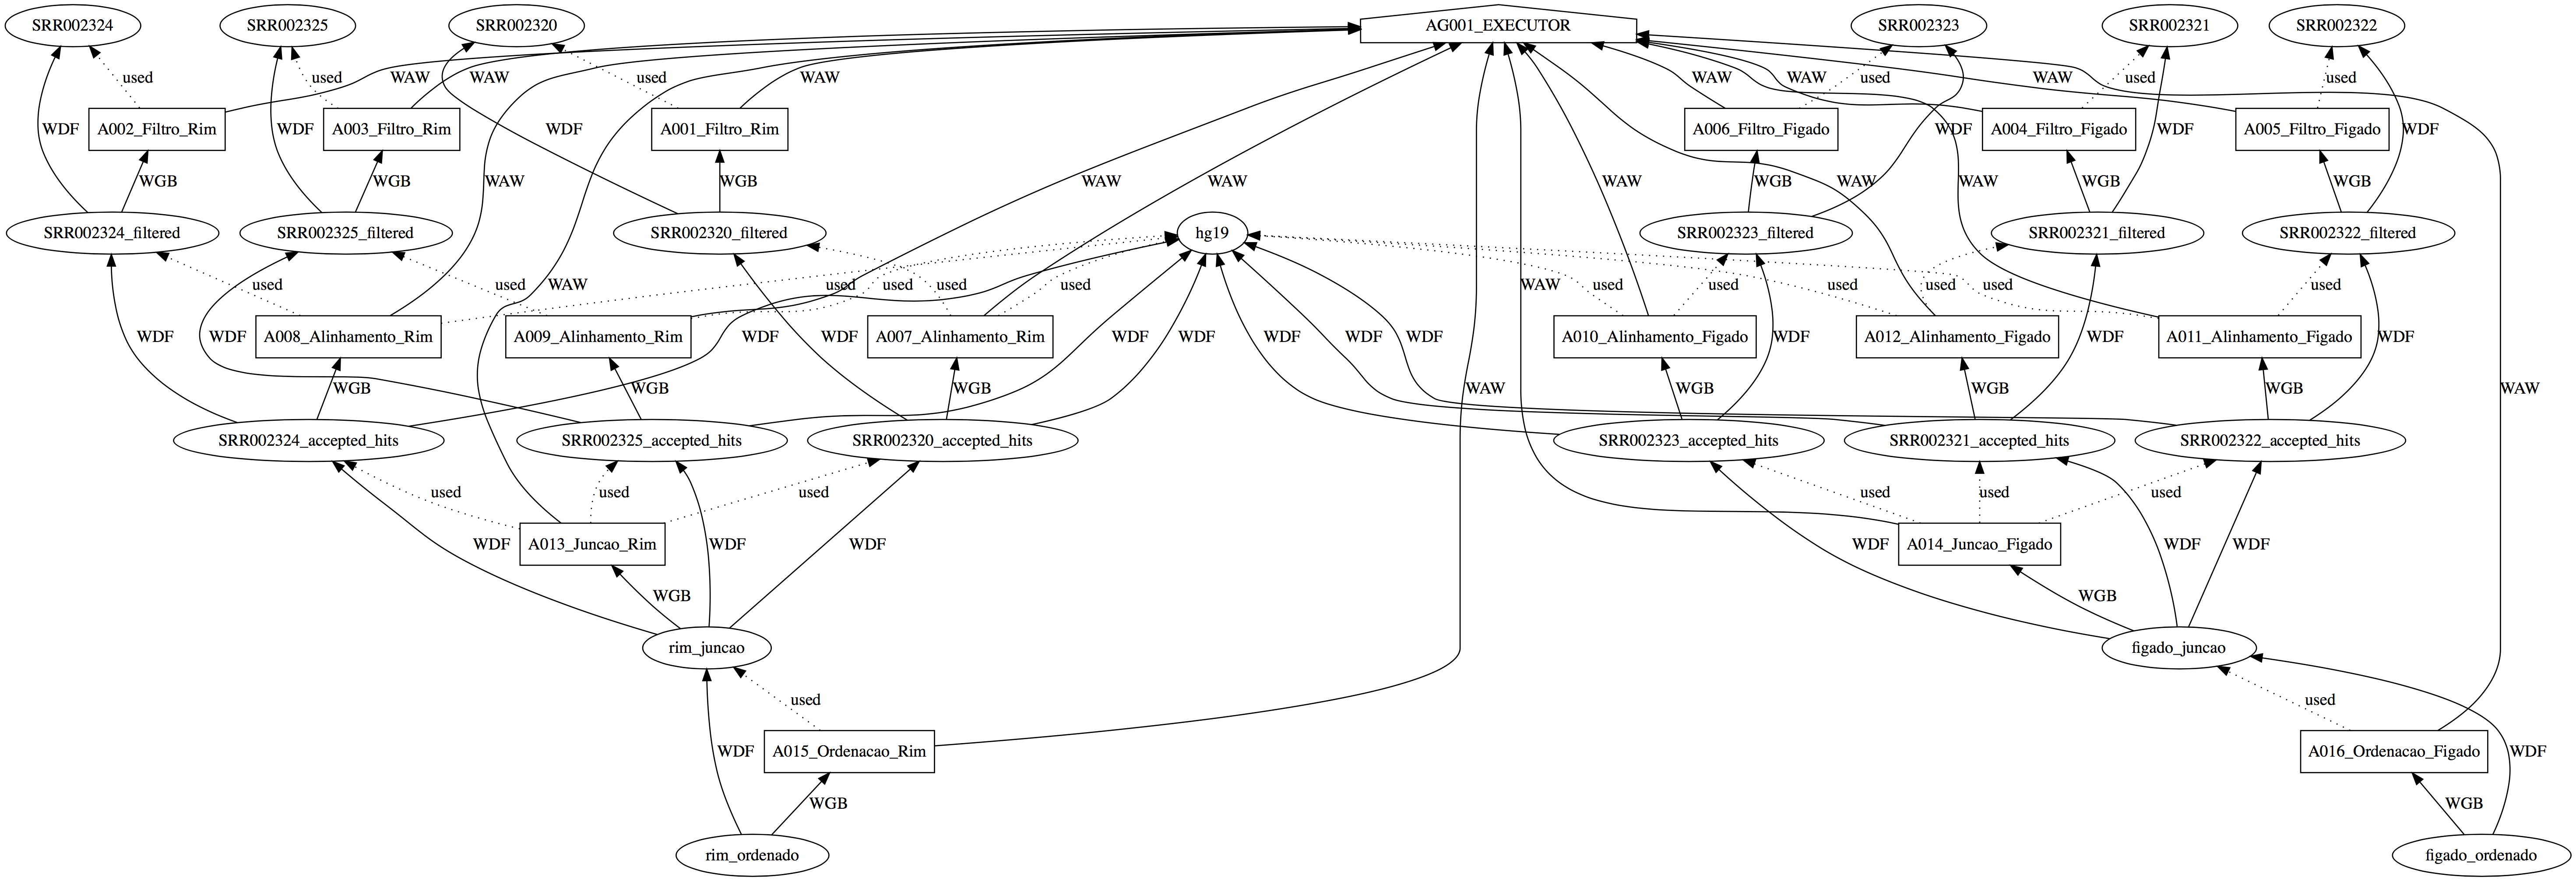 SRR002324
SRR002325
SRR002320
AG001_EXECUTOR
SRR002323
SRR002321
SRR002322
used
WAW
used
WAW
used
WAW
WAW
used
WAW
used
WAW
used
WDF
A002_Filtro_Rim
WDF
A003_Filtro_Rim
WDF
A001_Filtro_Rim
A006_Filtro_Figado
WDF
A004_Filtro_Figado
WDF
A005_Filtro_Figado
WDF
WGB
WGB
WAW
WGB
WAW
WAW
WAW
WGB
WAW
WAW
WGB
WGB
SRR002324_filtered
SRR002325_filtered
SRR002320_filtered
hg19
SRR002323_filtered
SRR002321_filtered
SRR002322_filtered
used
used
WAW
used
used
used
used
WAW
used
used
used
used
used
used
WDF
A008_Alinhamento_Rim
WDF
A009_Alinhamento_Rim
WDF
WDF
A007_Alinhamento_Rim
WDF
WDF
WDF
WDF
WDF
A010_Alinhamento_Figado
WDF
A012_Alinhamento_Figado
WDF
A011_Alinhamento_Figado
WDF
WGB
WGB
WGB
WAW
WGB
WGB
WGB
WAW
SRR002324_accepted_hits
SRR002325_accepted_hits
SRR002320_accepted_hits
SRR002323_accepted_hits
SRR002321_accepted_hits
SRR002322_accepted_hits
used
used
used
used
used
used
WDF
A013_Juncao_Rim
WDF
WDF
WDF
A014_Juncao_Figado
WDF
WDF
WGB
WGB
rim_juncao
figado_juncao
used
used
WDF
A015_Ordenacao_Rim
A016_Ordenacao_Figado
WDF
WGB
WGB
rim_ordenado
figado_ordenado